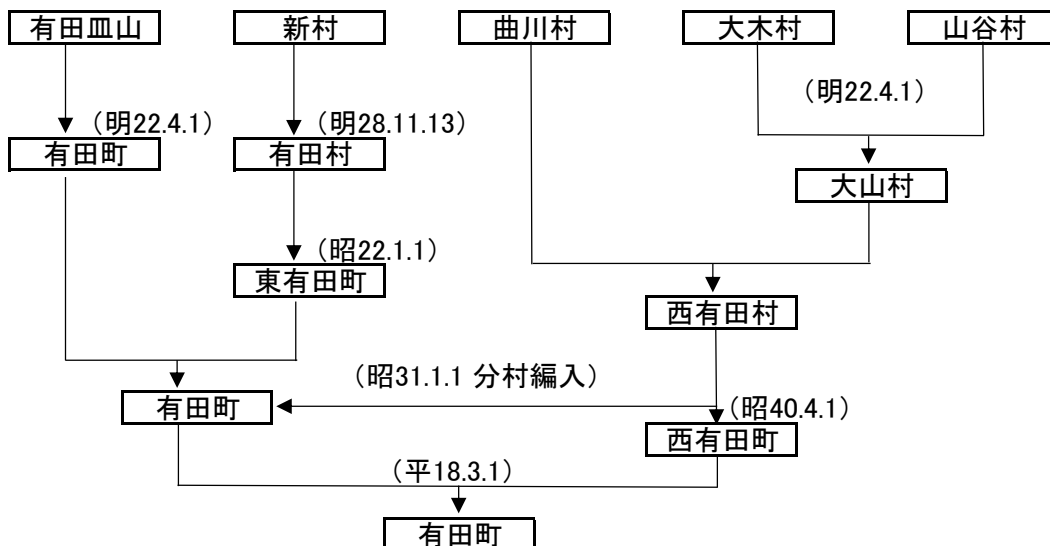 有田皿山
新村
曲川村
大木村
山谷村
（明22.4.1）
（明22.4.1）
（明28.11.13）
有田町
有田村
大山村
（昭22.1.1）
東有田町
西有田村
（昭31.1.1 分村編入）
有田町
（昭40.4.1）
西有田町
（平18.3.1）
有田町